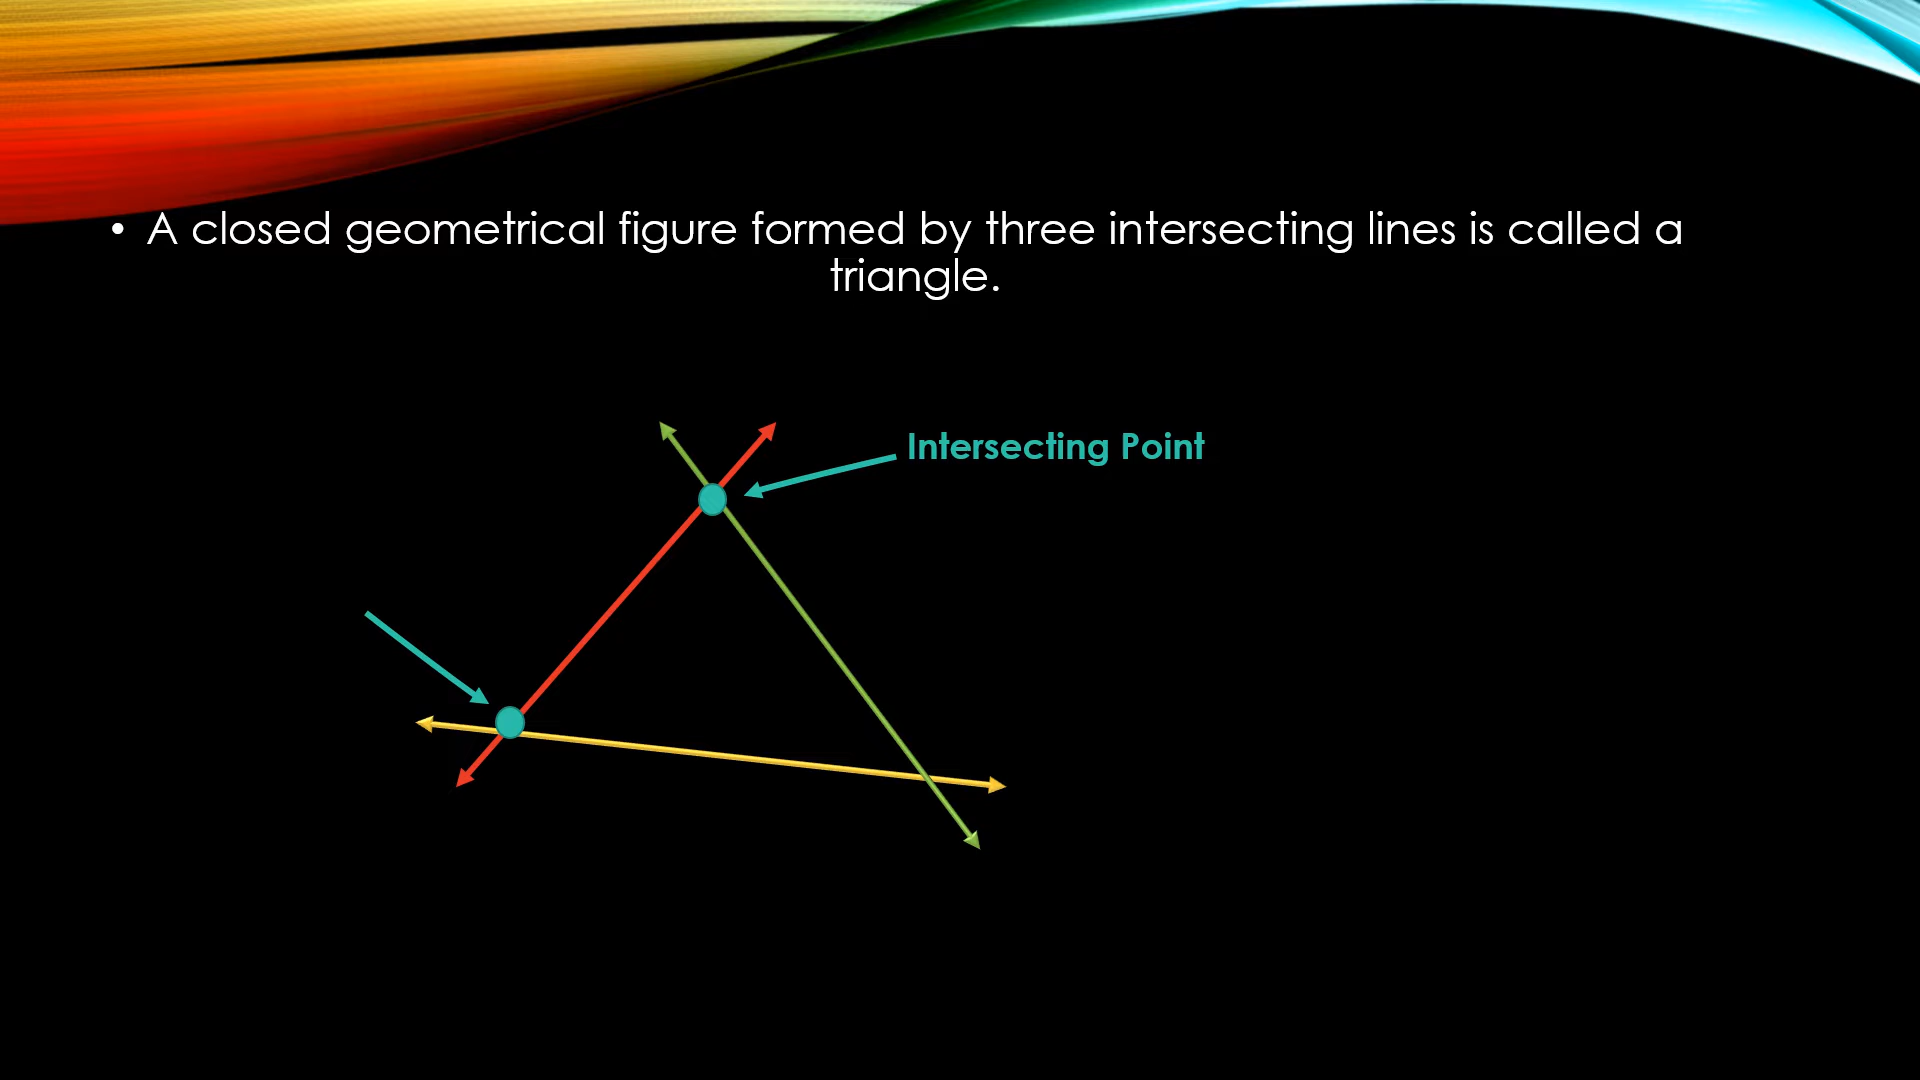 • A closed geometrical figure formed by three intersecting lines is called a
triangle.
Intersecting Point